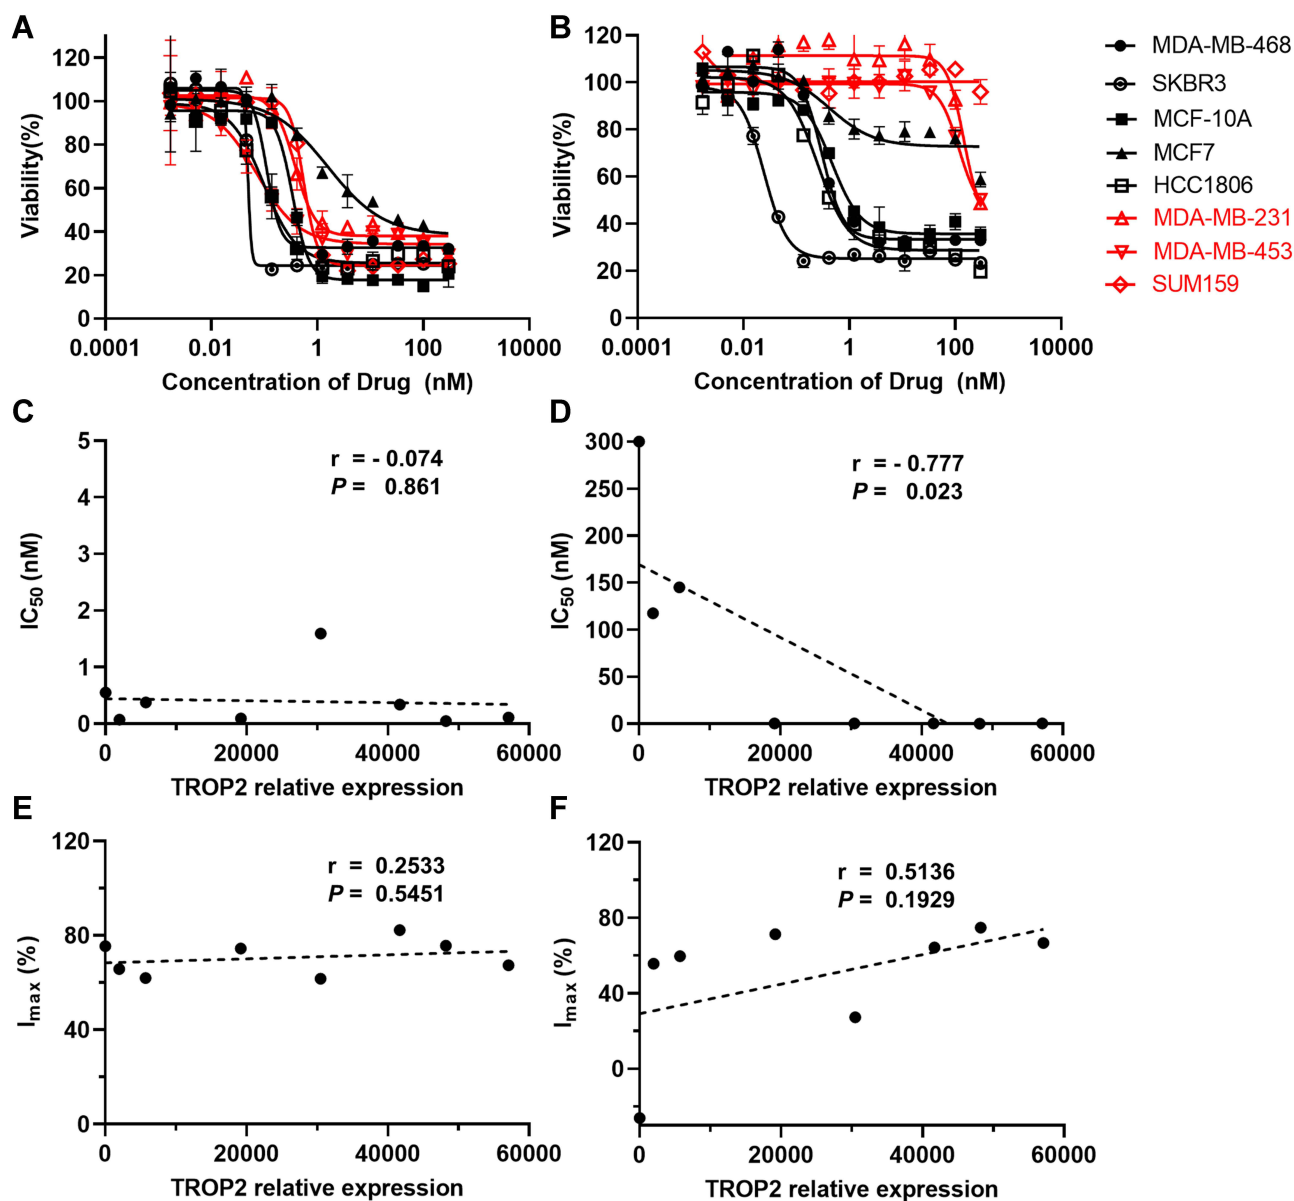 A
120
100
80
60
40
20
0
Viability(%)
0.0001
0.01
1
100
10000
Concentration of Drug (nM)
B
120
100
80
60
40
20
0
Viability(%)
0.0001
0.01
1
100
10000
Concentration of Drug (nM)
MDA-MB-468
SKBR3
MCF-10A
MCF7
HCC1806
MDA-MB-231
MDA-MB-453
SUM159
C
5
4
3
2
1
0
IC50 (nM)
r = - 0.074
P = 0.861
0
20000
40000
60000
TROP2 relative expression
D
300
250
200
150
100
50
0
IC50 (nM)
r = - 0.777
P = 0.023
0
20000
40000
60000
TROP2 relative expression
E
120
80
40
0
Imax (%)
r = 0.2533
P = 0.5451
0
20000
40000
60000
TROP2 relative expression
F
120
80
40
0
Imax (%)
r = 0.5136
P = 0.1929
0
20000
40000
60000
TROP2 relative expression